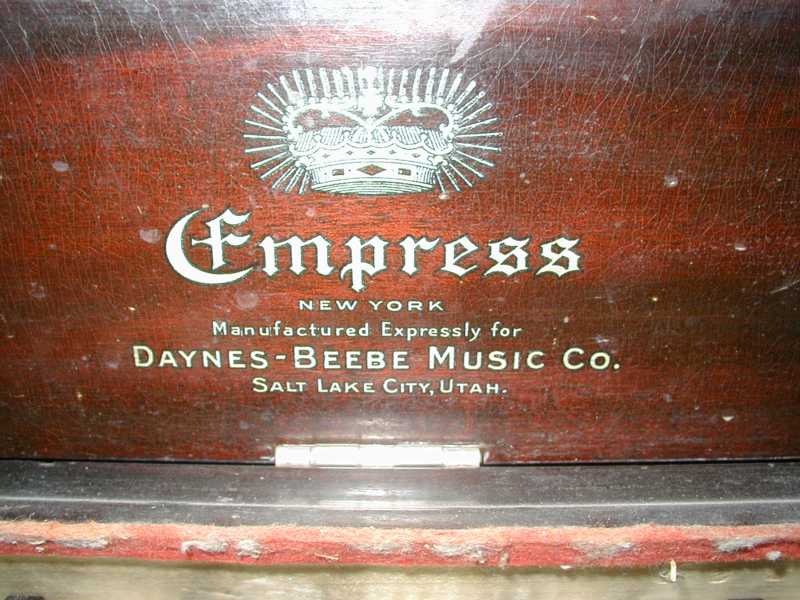 Empress
NEW YORK
Manufactured Expressly for
DAYNES-BEEBE MUSIC CO.
SALT LAKE CITY, UTAH.